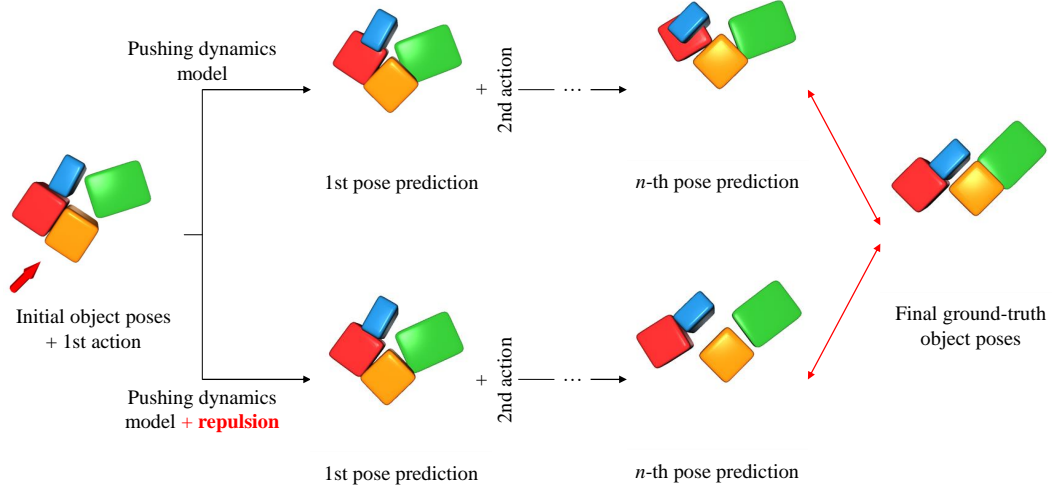 Pushing dynamics
model
1st pose prediction
+
2nd action
...
n-th pose prediction
Initial object poses
+ 1st action
Final ground-truth
object poses
Pushing dynamics
model + repulsion
1st pose prediction
+
2nd action
...
n-th pose prediction